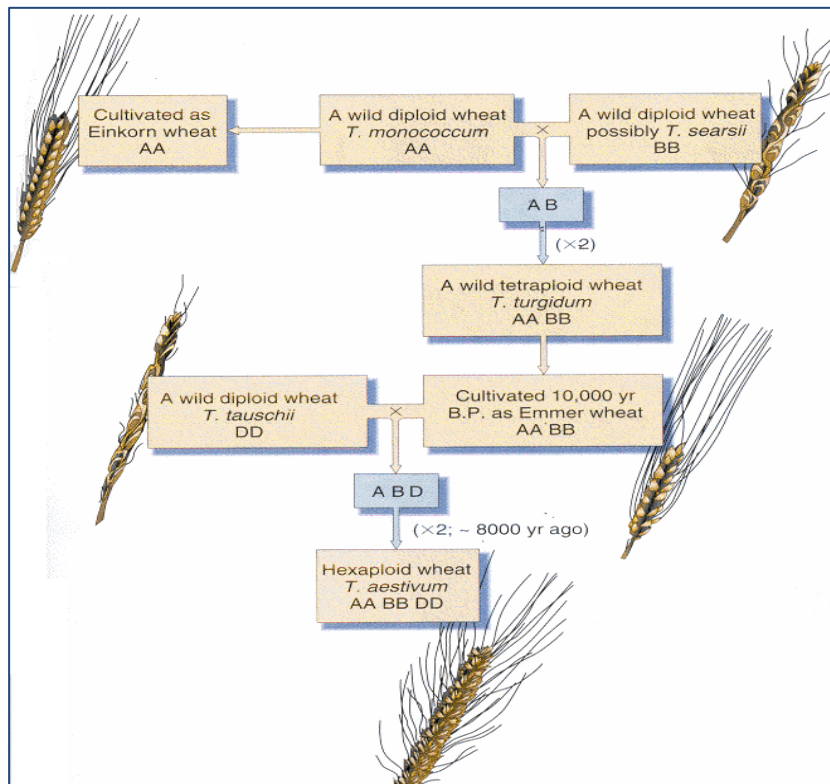 Cultivated as
Einkorn wheat
AA
A wild diploid wheat
T. monococcum
AA
×
A wild diploid wheat
possibly T. searsii
BB
A B
(×2)
A wild tetraploid wheat
T. turgidum
AA BB
A wild diploid wheat
T. tauschii
DD
×
Cultivated 10,000 yr
B.P. as Emmer wheat
AA BB
A B D
(×2; ~ 8000 yr ago)
Hexaploid wheat
T. aestivum
AA BB DD